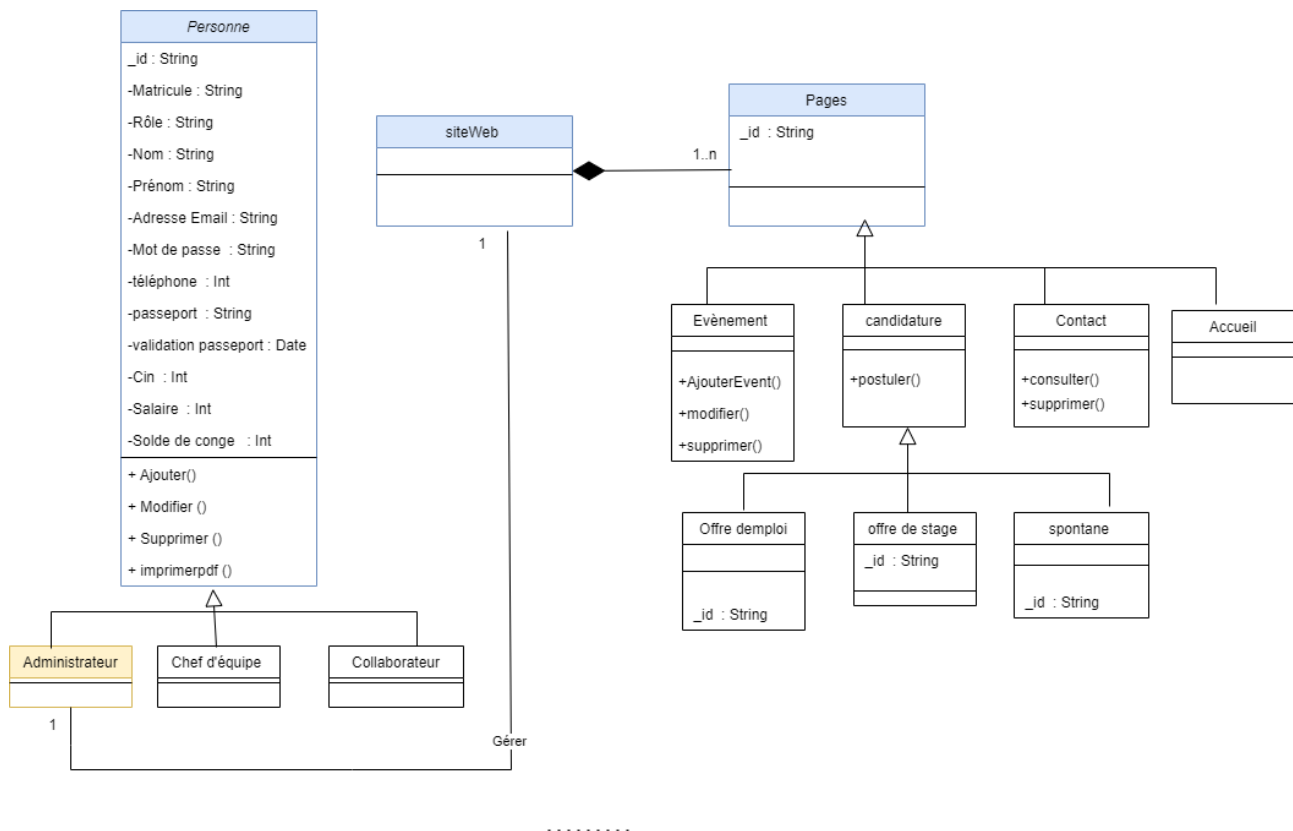 Personne
_id : String
-Matricule : String
-Rôle : String
-Nom : String
-Prénom : String
-Adresse Email : String
-Mot de passe : String
-téléphone : Int
-passeport : String
-validation passeport : Date
-Cin : Int
-Salaire : Int
-Solde de conge : Int
+ Ajouter()
+ Modifier ()
+ Supprimer ()
+ imprimerpdf ()
Administrateur
Chef d'équipe
Collaborateur
1
Gérer
1
siteWeb
1..n
Pages
_id : String
Evènement
+AjouterEvent()
+modifier()
+supprimer()
candidature
+postuler()
Contact
+consulter()
+supprimer()
Accueil
Offre demploi
_id : String
offre de stage
_id : String
spontane
_id : String
.........